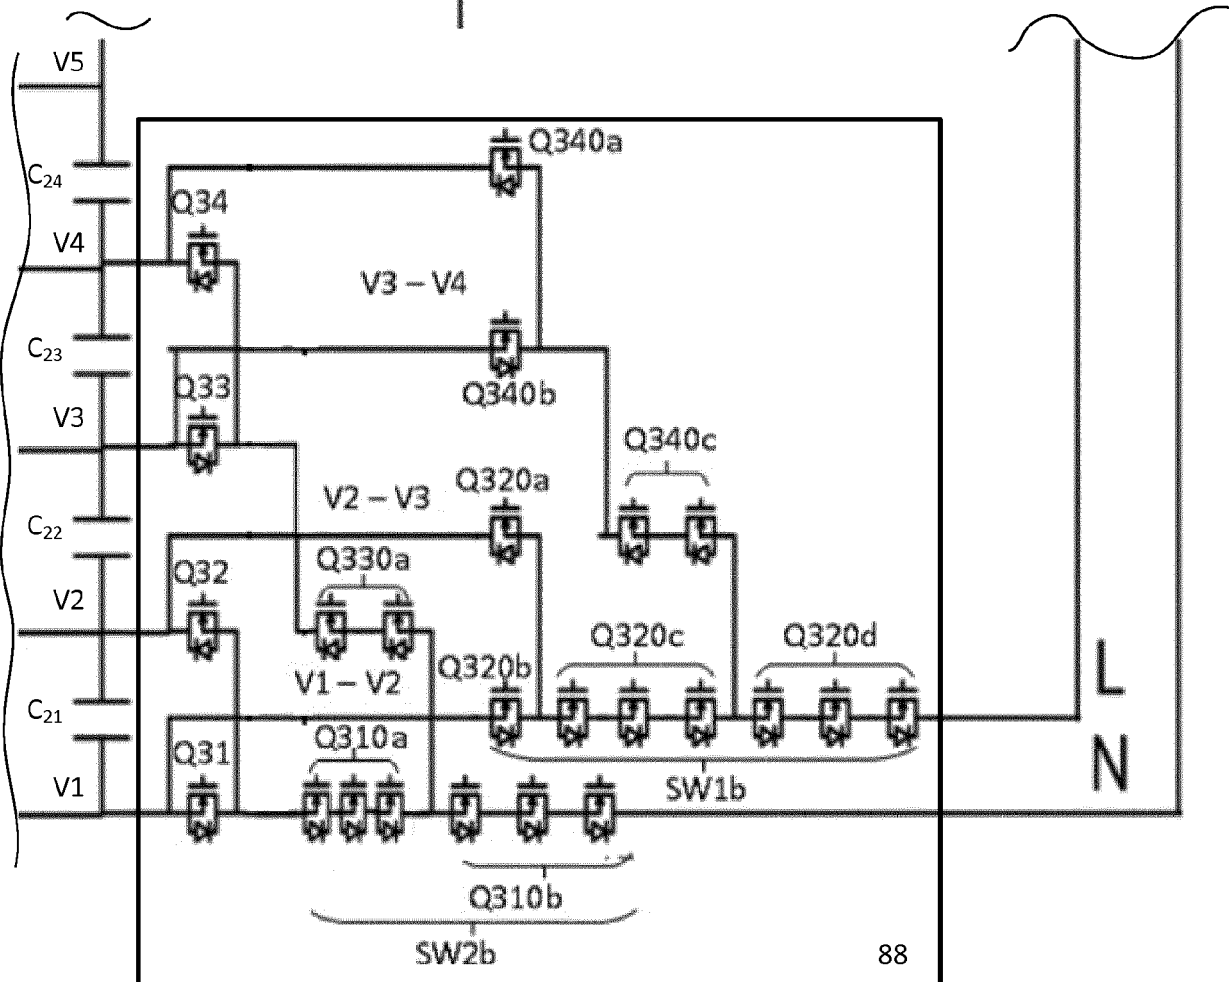 V5
Q340a
C24
Q34
V4
V3 – V4
C23
Q33
Q340b
V3
Q340c
Q320a
V2 – V3
C22
Q330a
Q32
V2
Q320c
Q320d
Q320b
L
V1 – V2
C21
Q310a
Q31
N
V1
SW1b
Q310b
SW2b
88